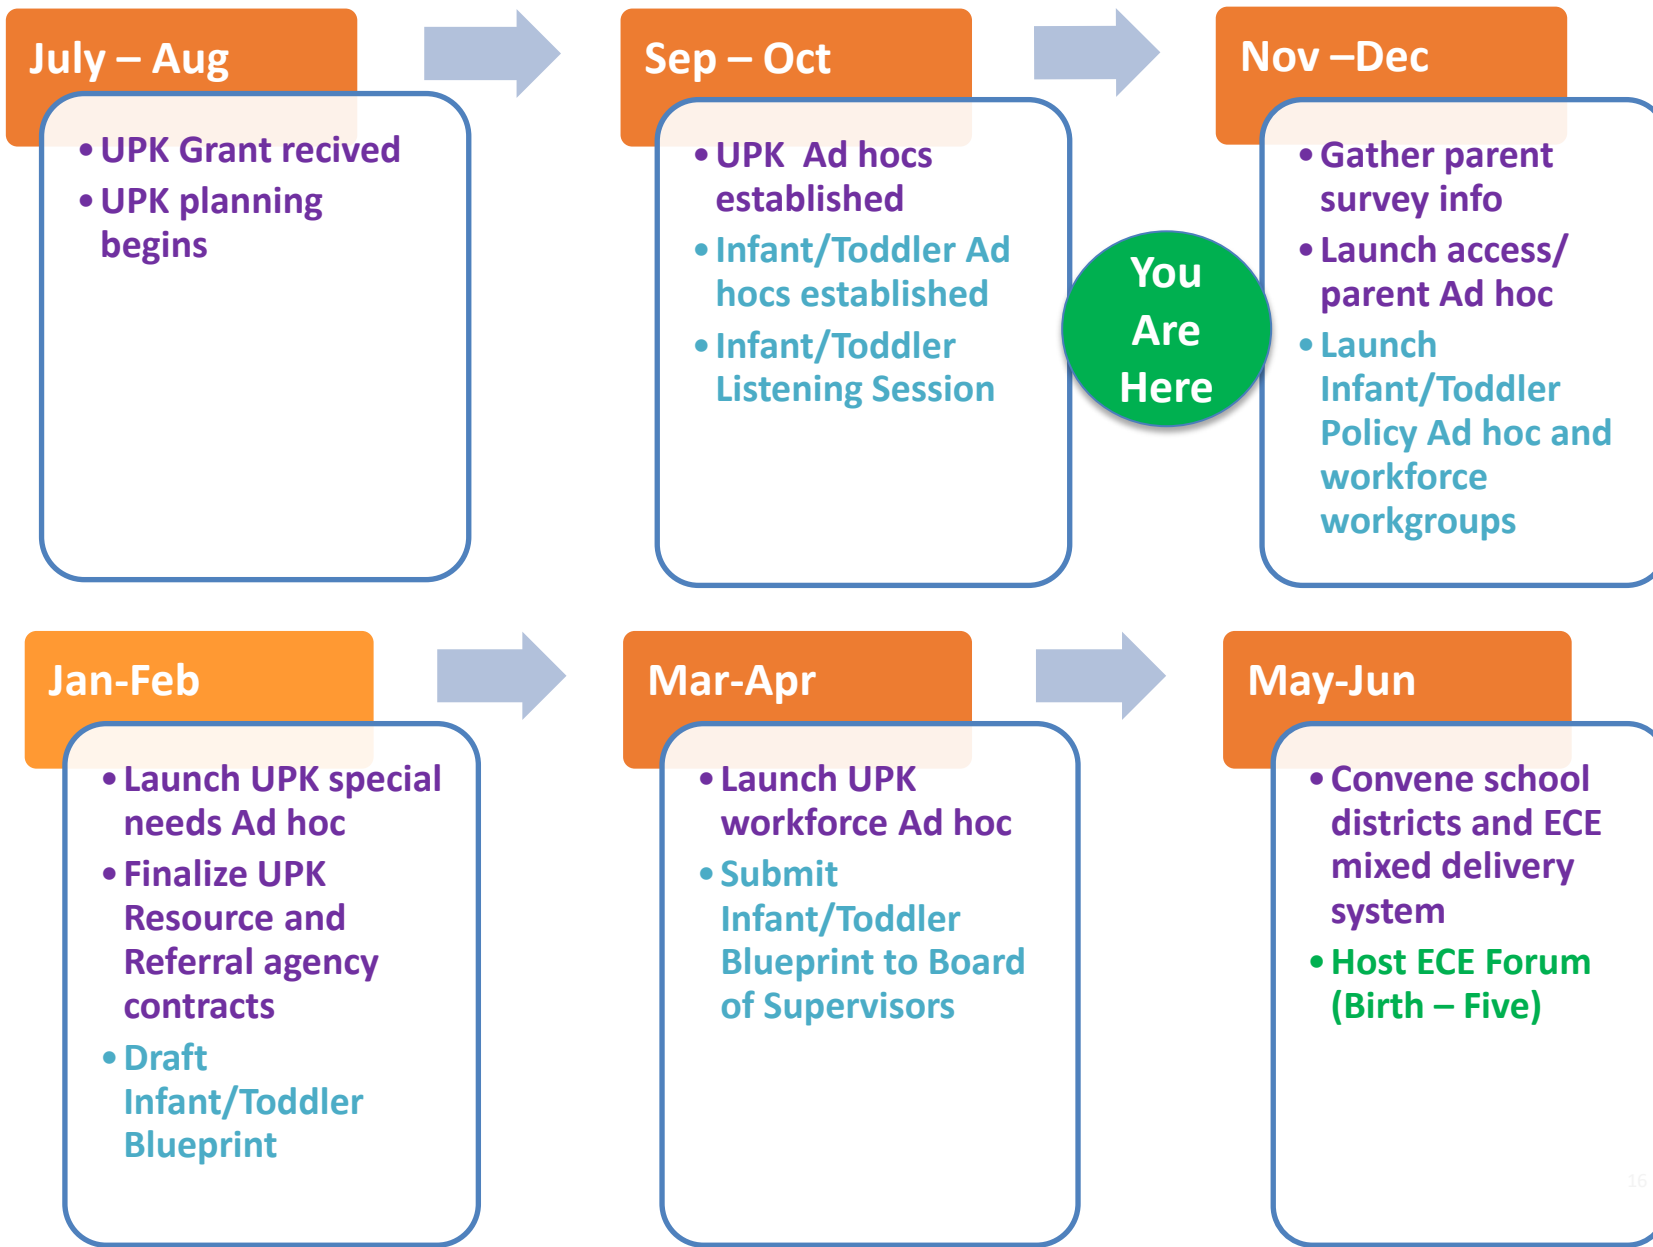 July – Aug
• UPK Grant recived
• UPK planning
begins
Sep – Oct
• UPK  Ad hocs
established
• Infant/Toddler Ad
hocs established
• Infant/Toddler
Listening Session
You
Are
Here
Nov –Dec
• Gather parent
survey info
• Launch access/
parent Ad hoc
• Launch
Infant/Toddler
Policy Ad hoc and
workforce
workgroups
Jan-Feb
• Launch UPK special
needs Ad hoc
• Finalize UPK
Resource and
Referral agency
contracts
• Draft
Infant/Toddler
Blueprint
Mar-Apr
• Launch UPK
workforce Ad hoc
• Submit
Infant/Toddler
Blueprint to Board
of Supervisors
May-Jun
• Convene school
districts and ECE
mixed delivery
system
• Host ECE Forum
(Birth – Five)
16